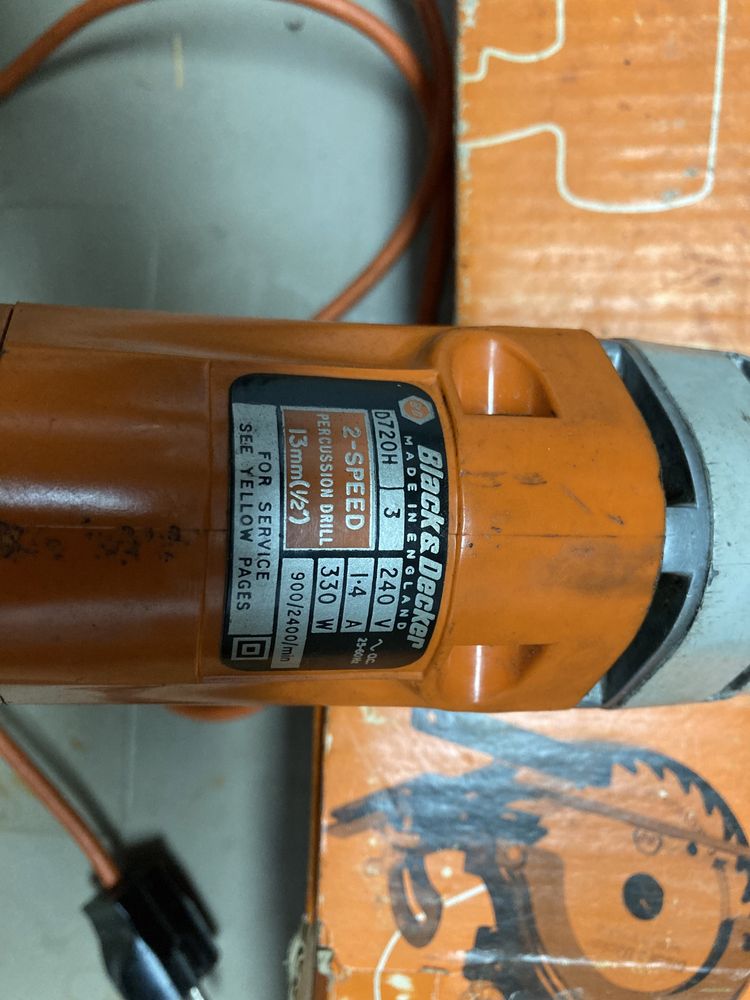 Black & Decker
MADE IN ENGLAND
D720H 3
240 V
1·4 A
330 W
900/2400/min
2-SPEED
PERCUSSION DRILL
13mm(½")
FOR SERVICE
SEE YELLOW PAGES